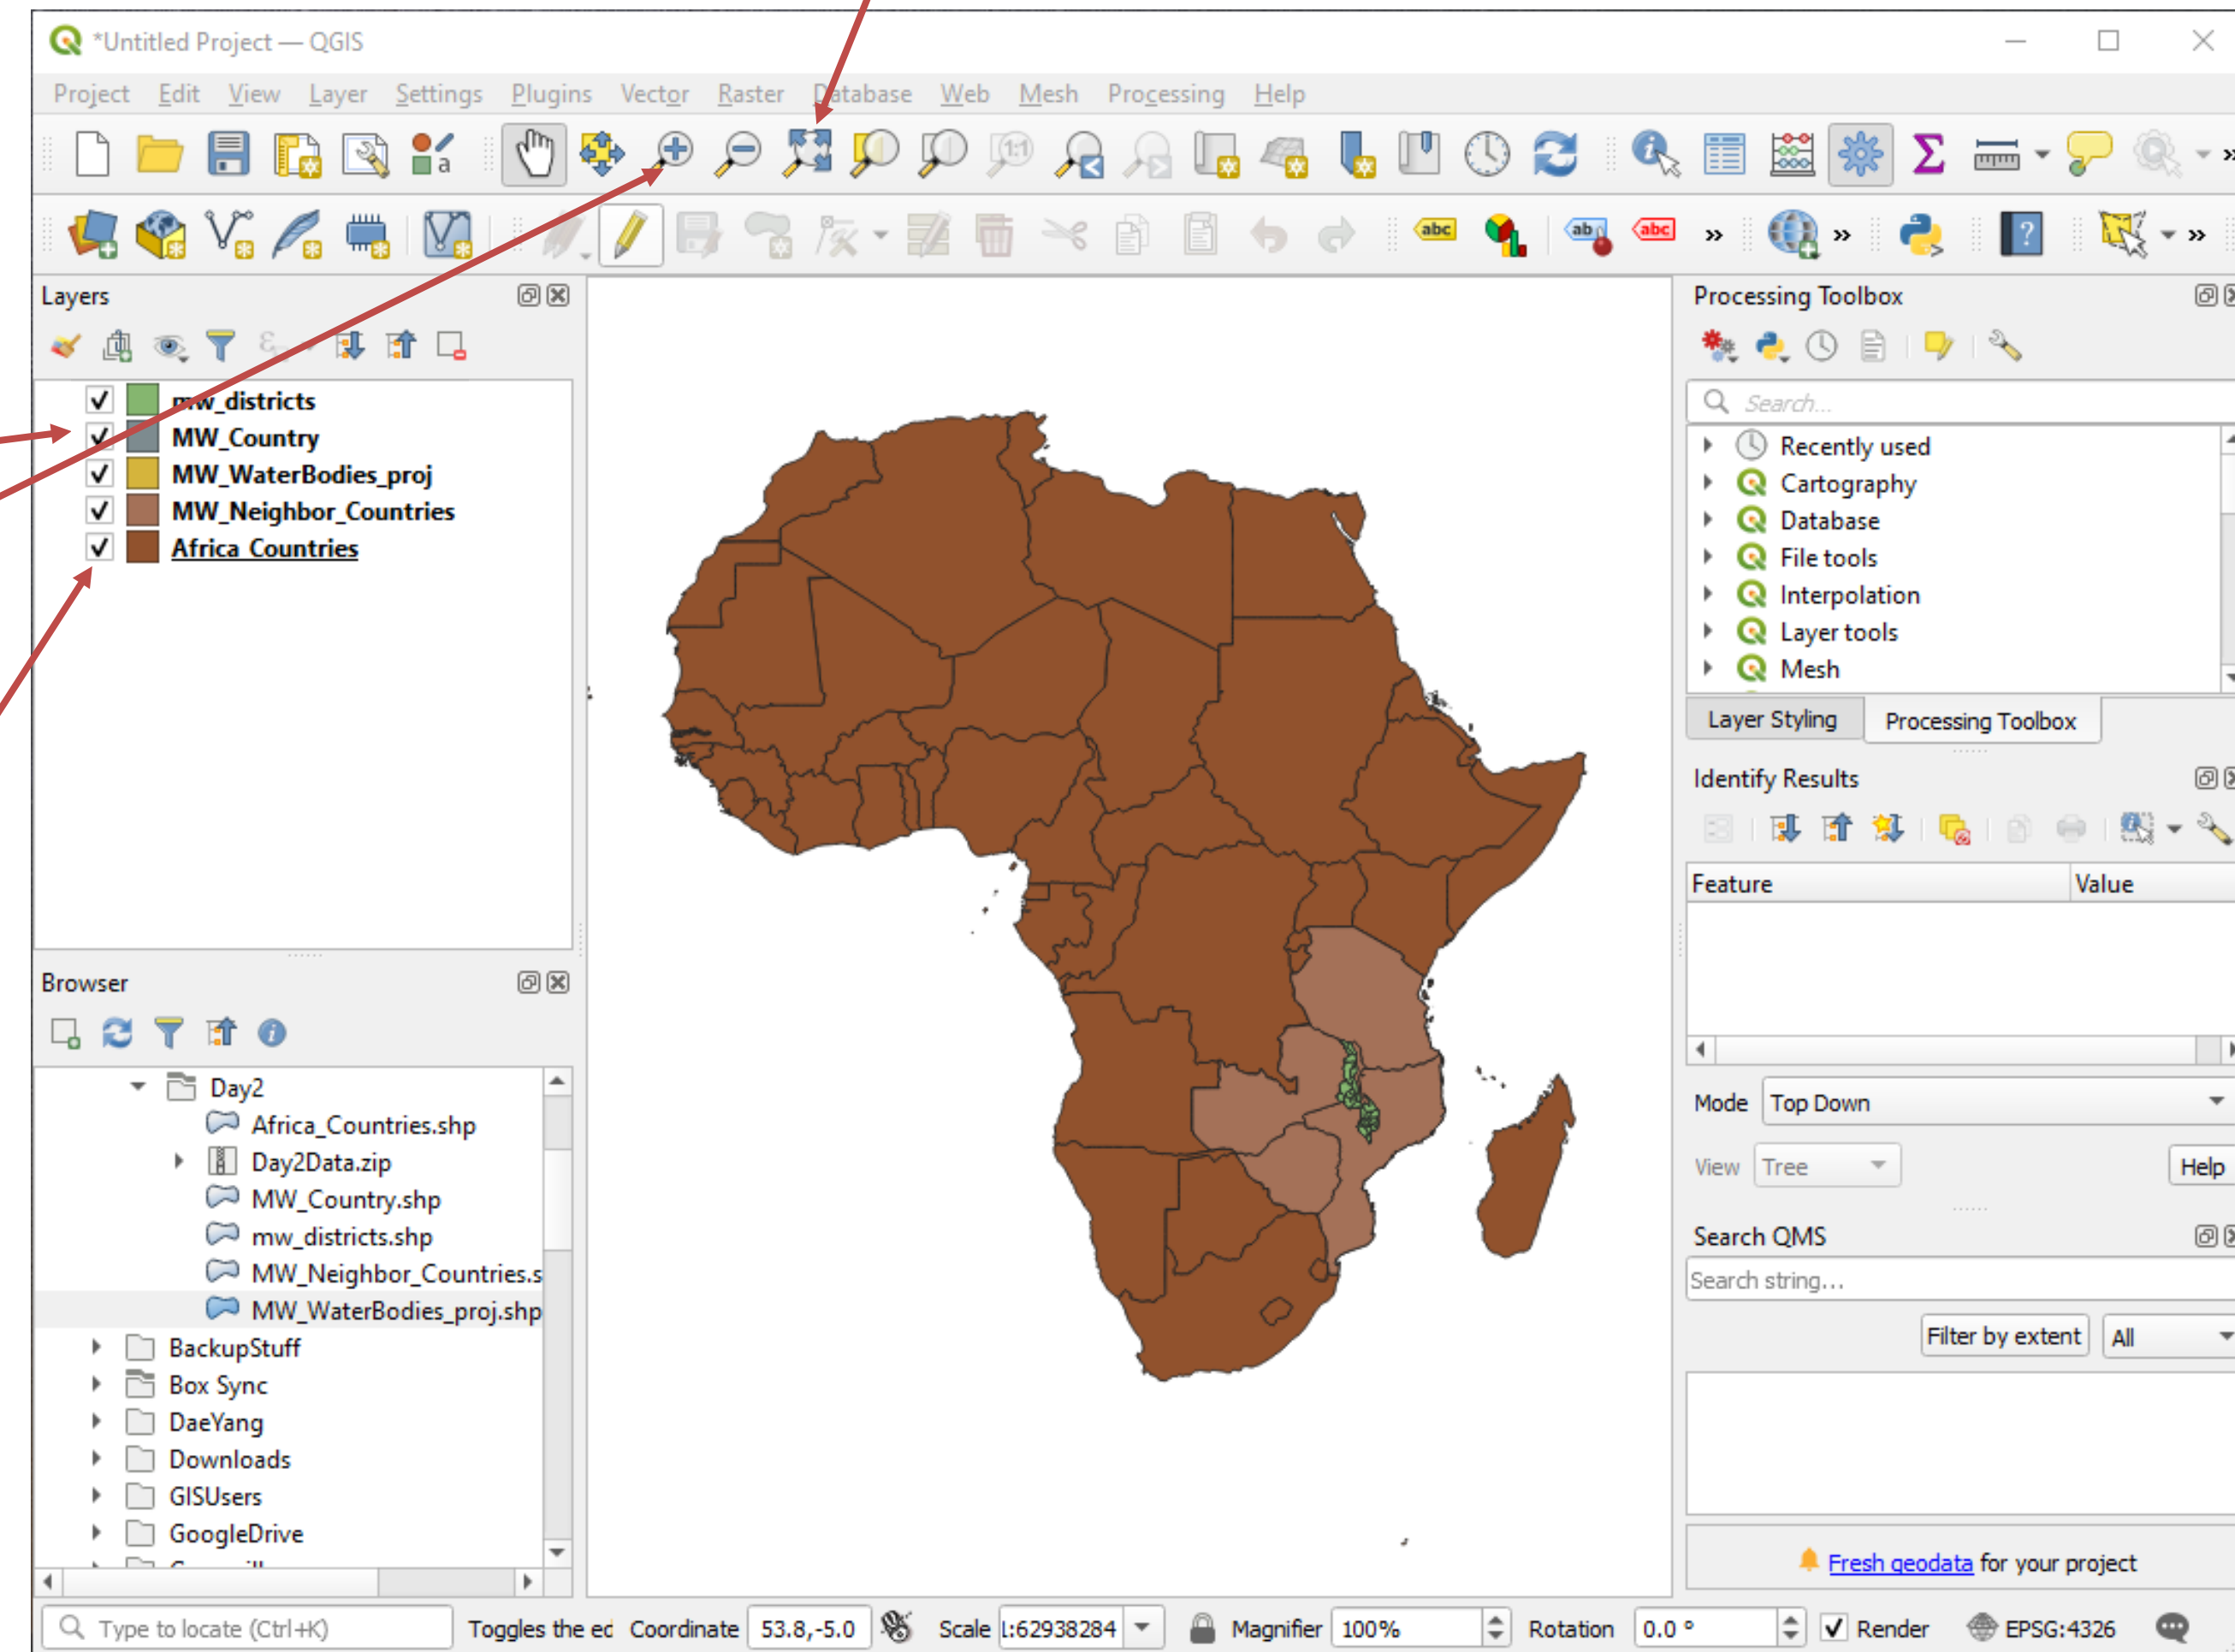 *Untitled Project — QGIS
Project Edit View Layer Settings Plugins Vector Raster Database Web Mesh Processing Help
Layers
mw_districts
MW_Country
MW_WaterBodies_proj
MW_Neighbor_Countries
Africa Countries
Browser
Day2
Africa_Countries.shp
Day2Data.zip
MW_Country.shp
mw_districts.shp
MW_Neighbor_Countries.s
MW_WaterBodies_proj.shp
BackupStuff
Box Sync
DaeYang
Downloads
GISUsers
GoogleDrive
Processing Toolbox
Search...
Recently used
Cartography
Database
File tools
Interpolation
Layer tools
Mesh
Layer Styling Processing Toolbox
Identify Results
Feature Value
Mode Top Down
View Tree Help
Search QMS
Search string...
Filter by extent All
Fresh geodata for your project
Type to locate (Ctrl+K) Toggles the ed Coordinate 53.8,-5.0 Scale 1:62938284 Magnifier 100% Rotation 0.0 ° Render EPSG:4326